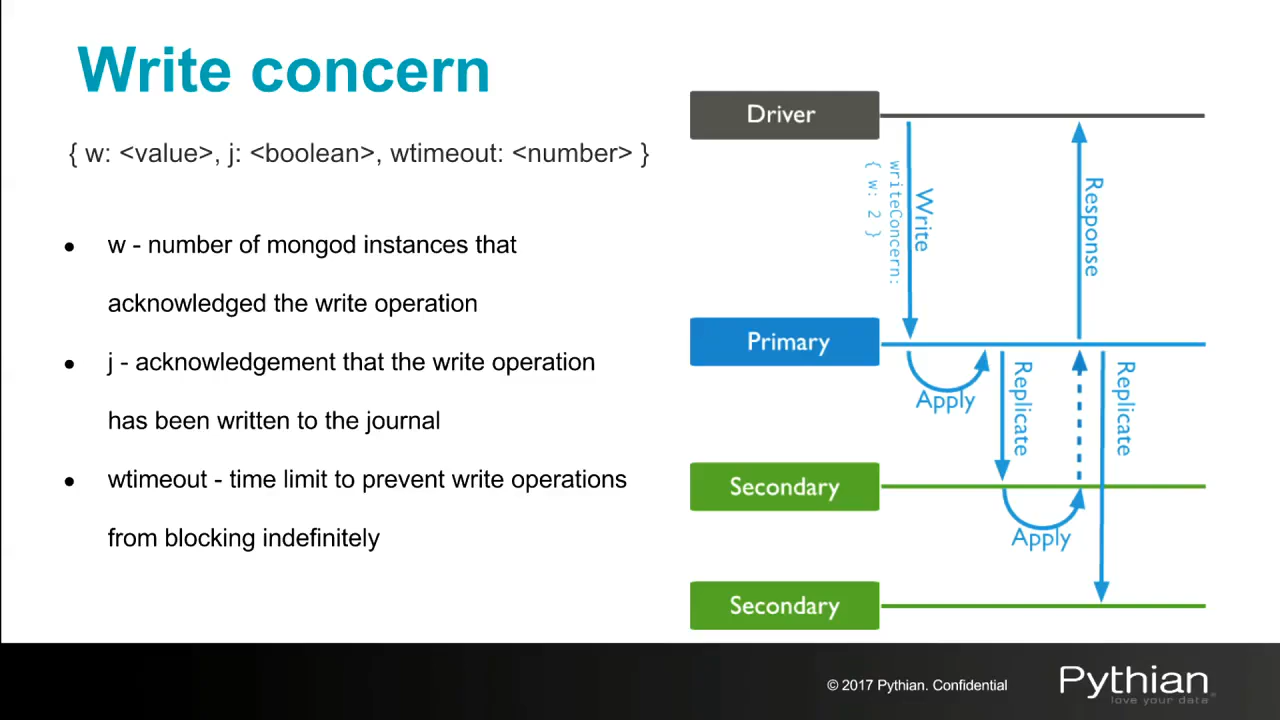 Write concern
{ w: <value>, j: <boolean>, wtimeout: <number> }
● w - number of mongod instances that
acknowledged the write operation
● j - acknowledgement that the write operation
has been written to the journal
● wtimeout - time limit to prevent write operations
from blocking indefinitely
Driver
Write
writeConcern:
{ w: 2 }
Response
Primary
Apply
Replicate
Replicate
Secondary
Apply
Secondary
© 2017 Pythian. Confidential
Pythian
love your data